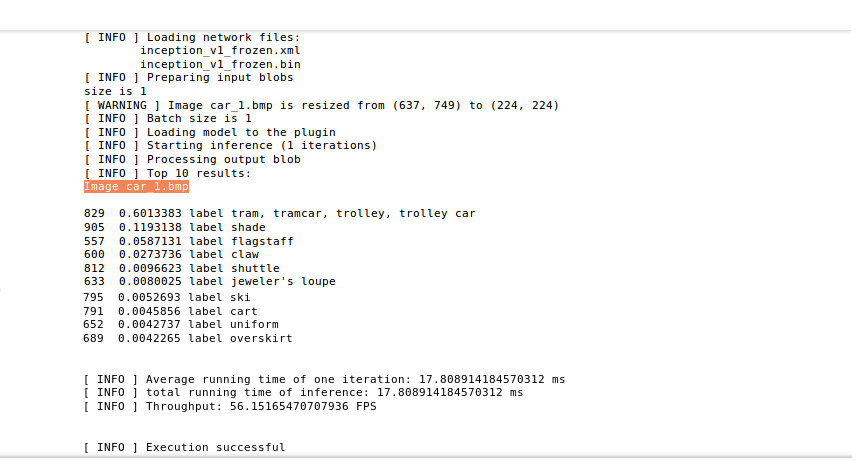 [ INFO ] Loading network files:
inception_v1_frozen.xml
inception_v1_frozen.bin
[ INFO ] Preparing input blobs
size is 1
[ WARNING ] Image car_1.bmp is resized from (637, 749) to (224, 224)
[ INFO ] Batch size is 1
[ INFO ] Loading model to the plugin
[ INFO ] Starting inference (1 iterations)
[ INFO ] Processing output blob
[ INFO ] Top 10 results:
Image car_1.bmp
829 0.6013383 label tram, tramcar, trolley, trolley car
905 0.1193138 label shade
557 0.0587131 label flagstaff
600 0.0273736 label claw
812 0.0096623 label shuttle
633 0.0080025 label jeweler's loupe
795 0.0052693 label ski
791 0.0045856 label cart
652 0.0042737 label uniform
689 0.0042265 label overskirt
[ INFO ] Average running time of one iteration: 17.808914184570312 ms
[ INFO ] total running time of inference: 17.808914184570312 ms
[ INFO ] Throughput: 56.15165470707936 FPS
[ INFO ] Execution successful